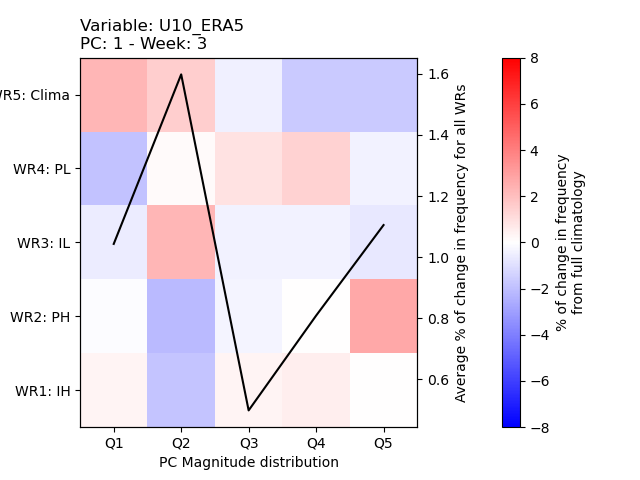 Variable: U10_ERA5
PC: 1 - Week: 3
R5: Clima
WR4: PL
WR3: IL
WR2: PH
WR1: IH
Q1 Q2 Q3 Q4 Q5
PC Magnitude distribution
1.6
1.4
1.2
1.0
0.8
0.6
Average % of change in frequency for all WRs
8
6
4
2
0
−2
−4
−6
−8
% of change in frequency
from full climatology